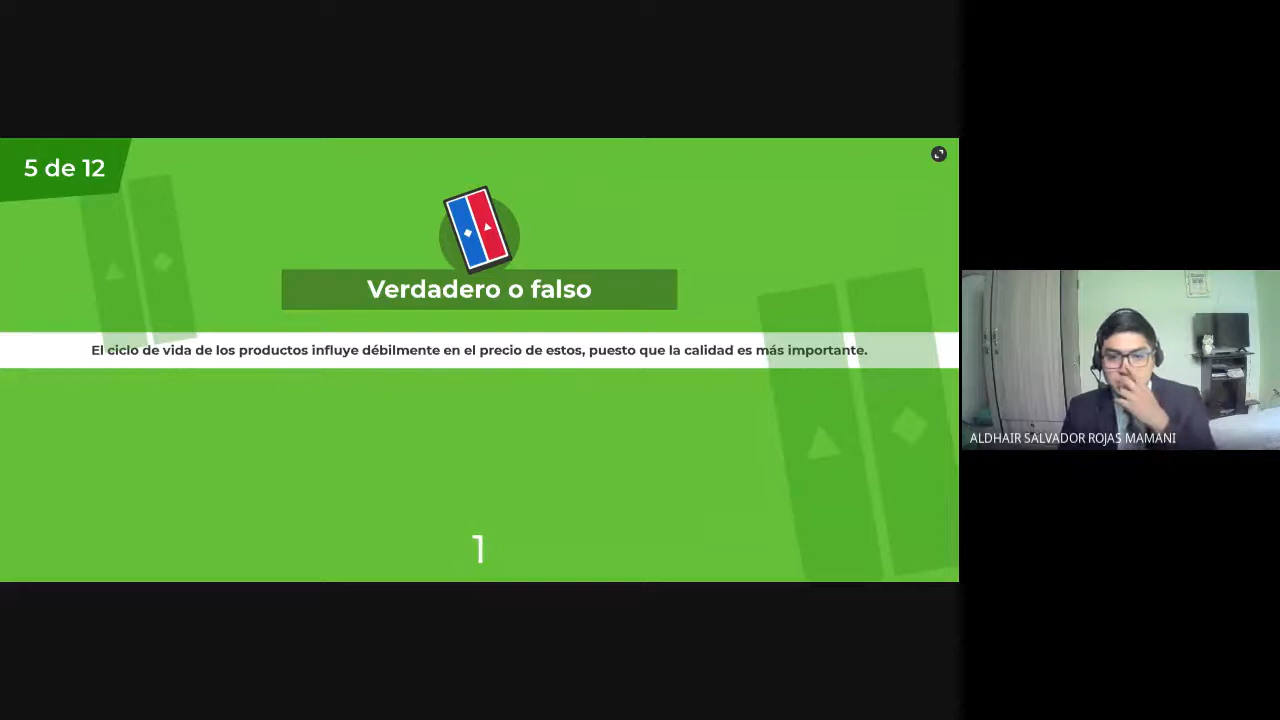 5 de 12
Verdadero o falso
El ciclo de vida de los productos influye débilmente en el precio de estos, puesto que la calidad es más importante.
1
ALDHAIR SALVADOR ROJAS MAMANI